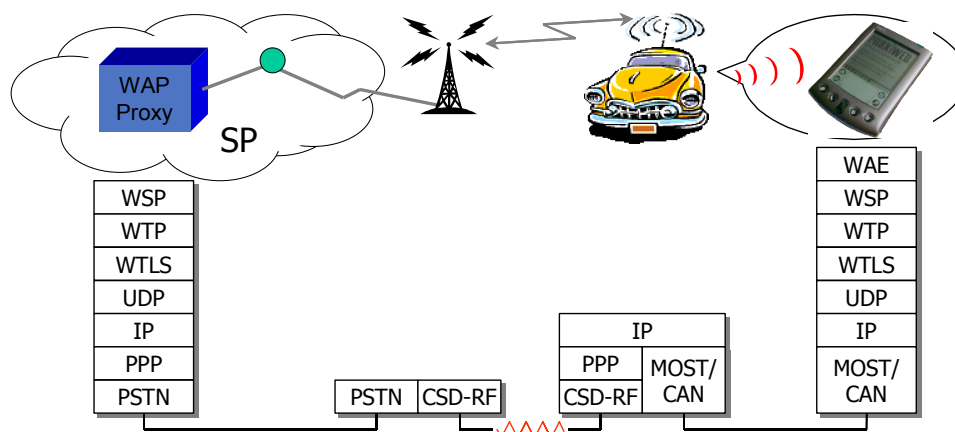 WAP
Proxy
SP
WSP
WTP
WTLS
UDP
IP
PPP
PSTN
PSTN CSD-RF
IP
PPP
CSD-RF
MOST/
CAN
WAE
WSP
WTP
WTLS
UDP
IP
MOST/
CAN